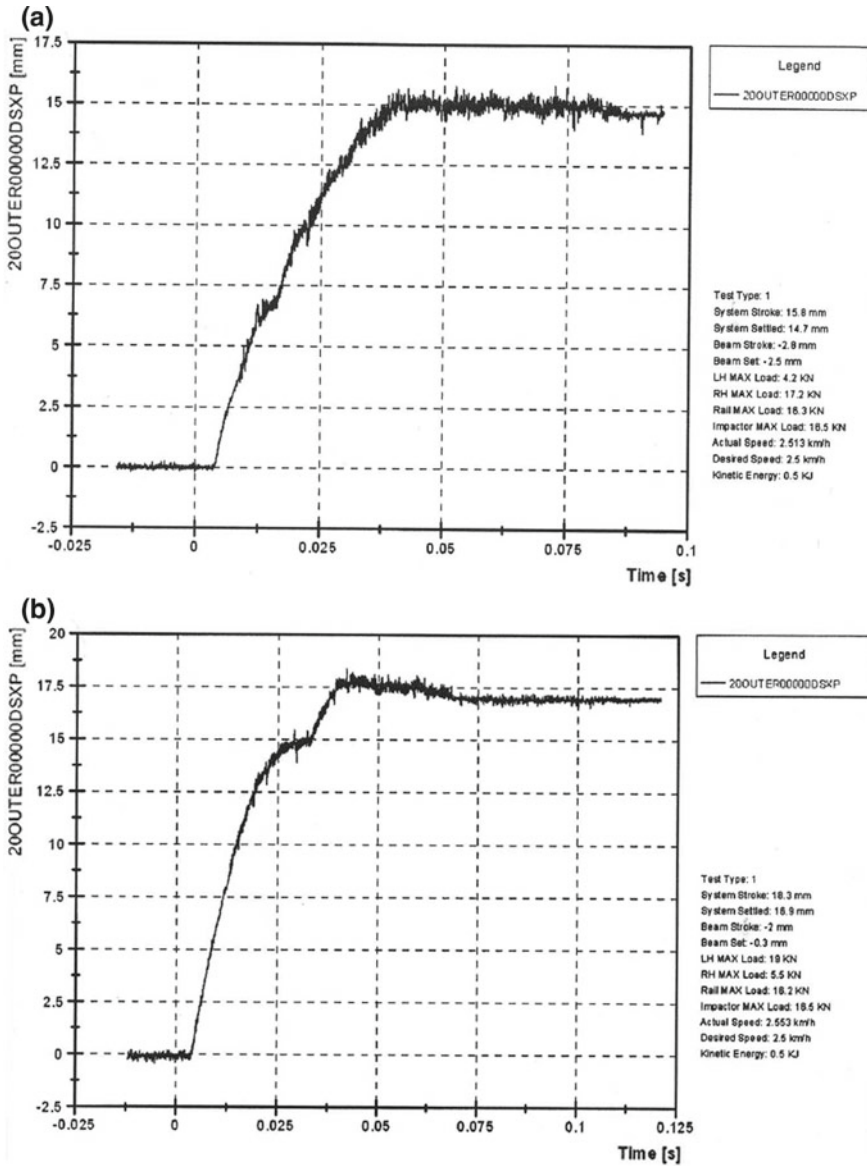 (a)
20OUTER00000DSXP [mm]
17.5
15
12.5
10
7.5
5
2.5
0
-2.5
-0.025
0
0.025
0.05
0.075
0.1
Time [s]
Legend
20OUTER00000DSXP
Test Type: 1
System Stroke: 15.8 mm
System Settled: 14.7 mm
Beam Stroke: -2.8 mm
Beam Set: -2.5 mm
LH MAX Load: 4.2 KN
RH MAX Load: 17.2 KN
Rail MAX Load: 16.3 KN
Impactor MAX Load: 16.5 KN
Actual Speed: 2.513 km/h
Desired Speed: 2.5 km/h
Kinetic Energy: 0.5 KJ
(b)
20OUTER00000DSXP [mm]
20
17.5
15
12.5
10
7.5
5
2.5
0
-2.5
-0.025
0
0.025
0.05
0.075
0.1
0.125
Time [s]
Legend
20OUTER00000DSXP
Test Type: 1
System Stroke: 18.3 mm
System Settled: 16.9 mm
Beam Stroke: -2 mm
Beam Set: -0.3 mm
LH MAX Load: 19 KN
RH MAX Load: 5.5 KN
Rail MAX Load: 16.2 KN
Impactor MAX Load: 16.5 KN
Actual Speed: 2.553 km/h
Desired Speed: 2.5 km/h
Kinetic Energy: 0.5 KJ